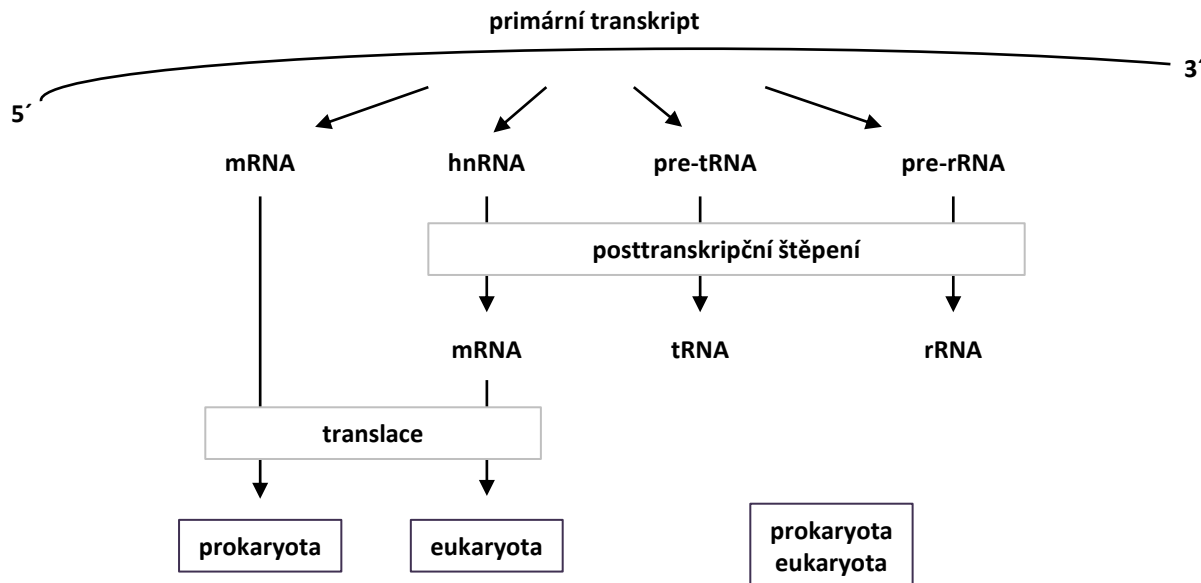 primární transkript
5´
3´
mRNA
hnRNA
pre-tRNA
pre-rRNA
posttranskripční štěpení
mRNA
tRNA
rRNA
translace
prokaryota
eukaryota
prokaryota
eukaryota